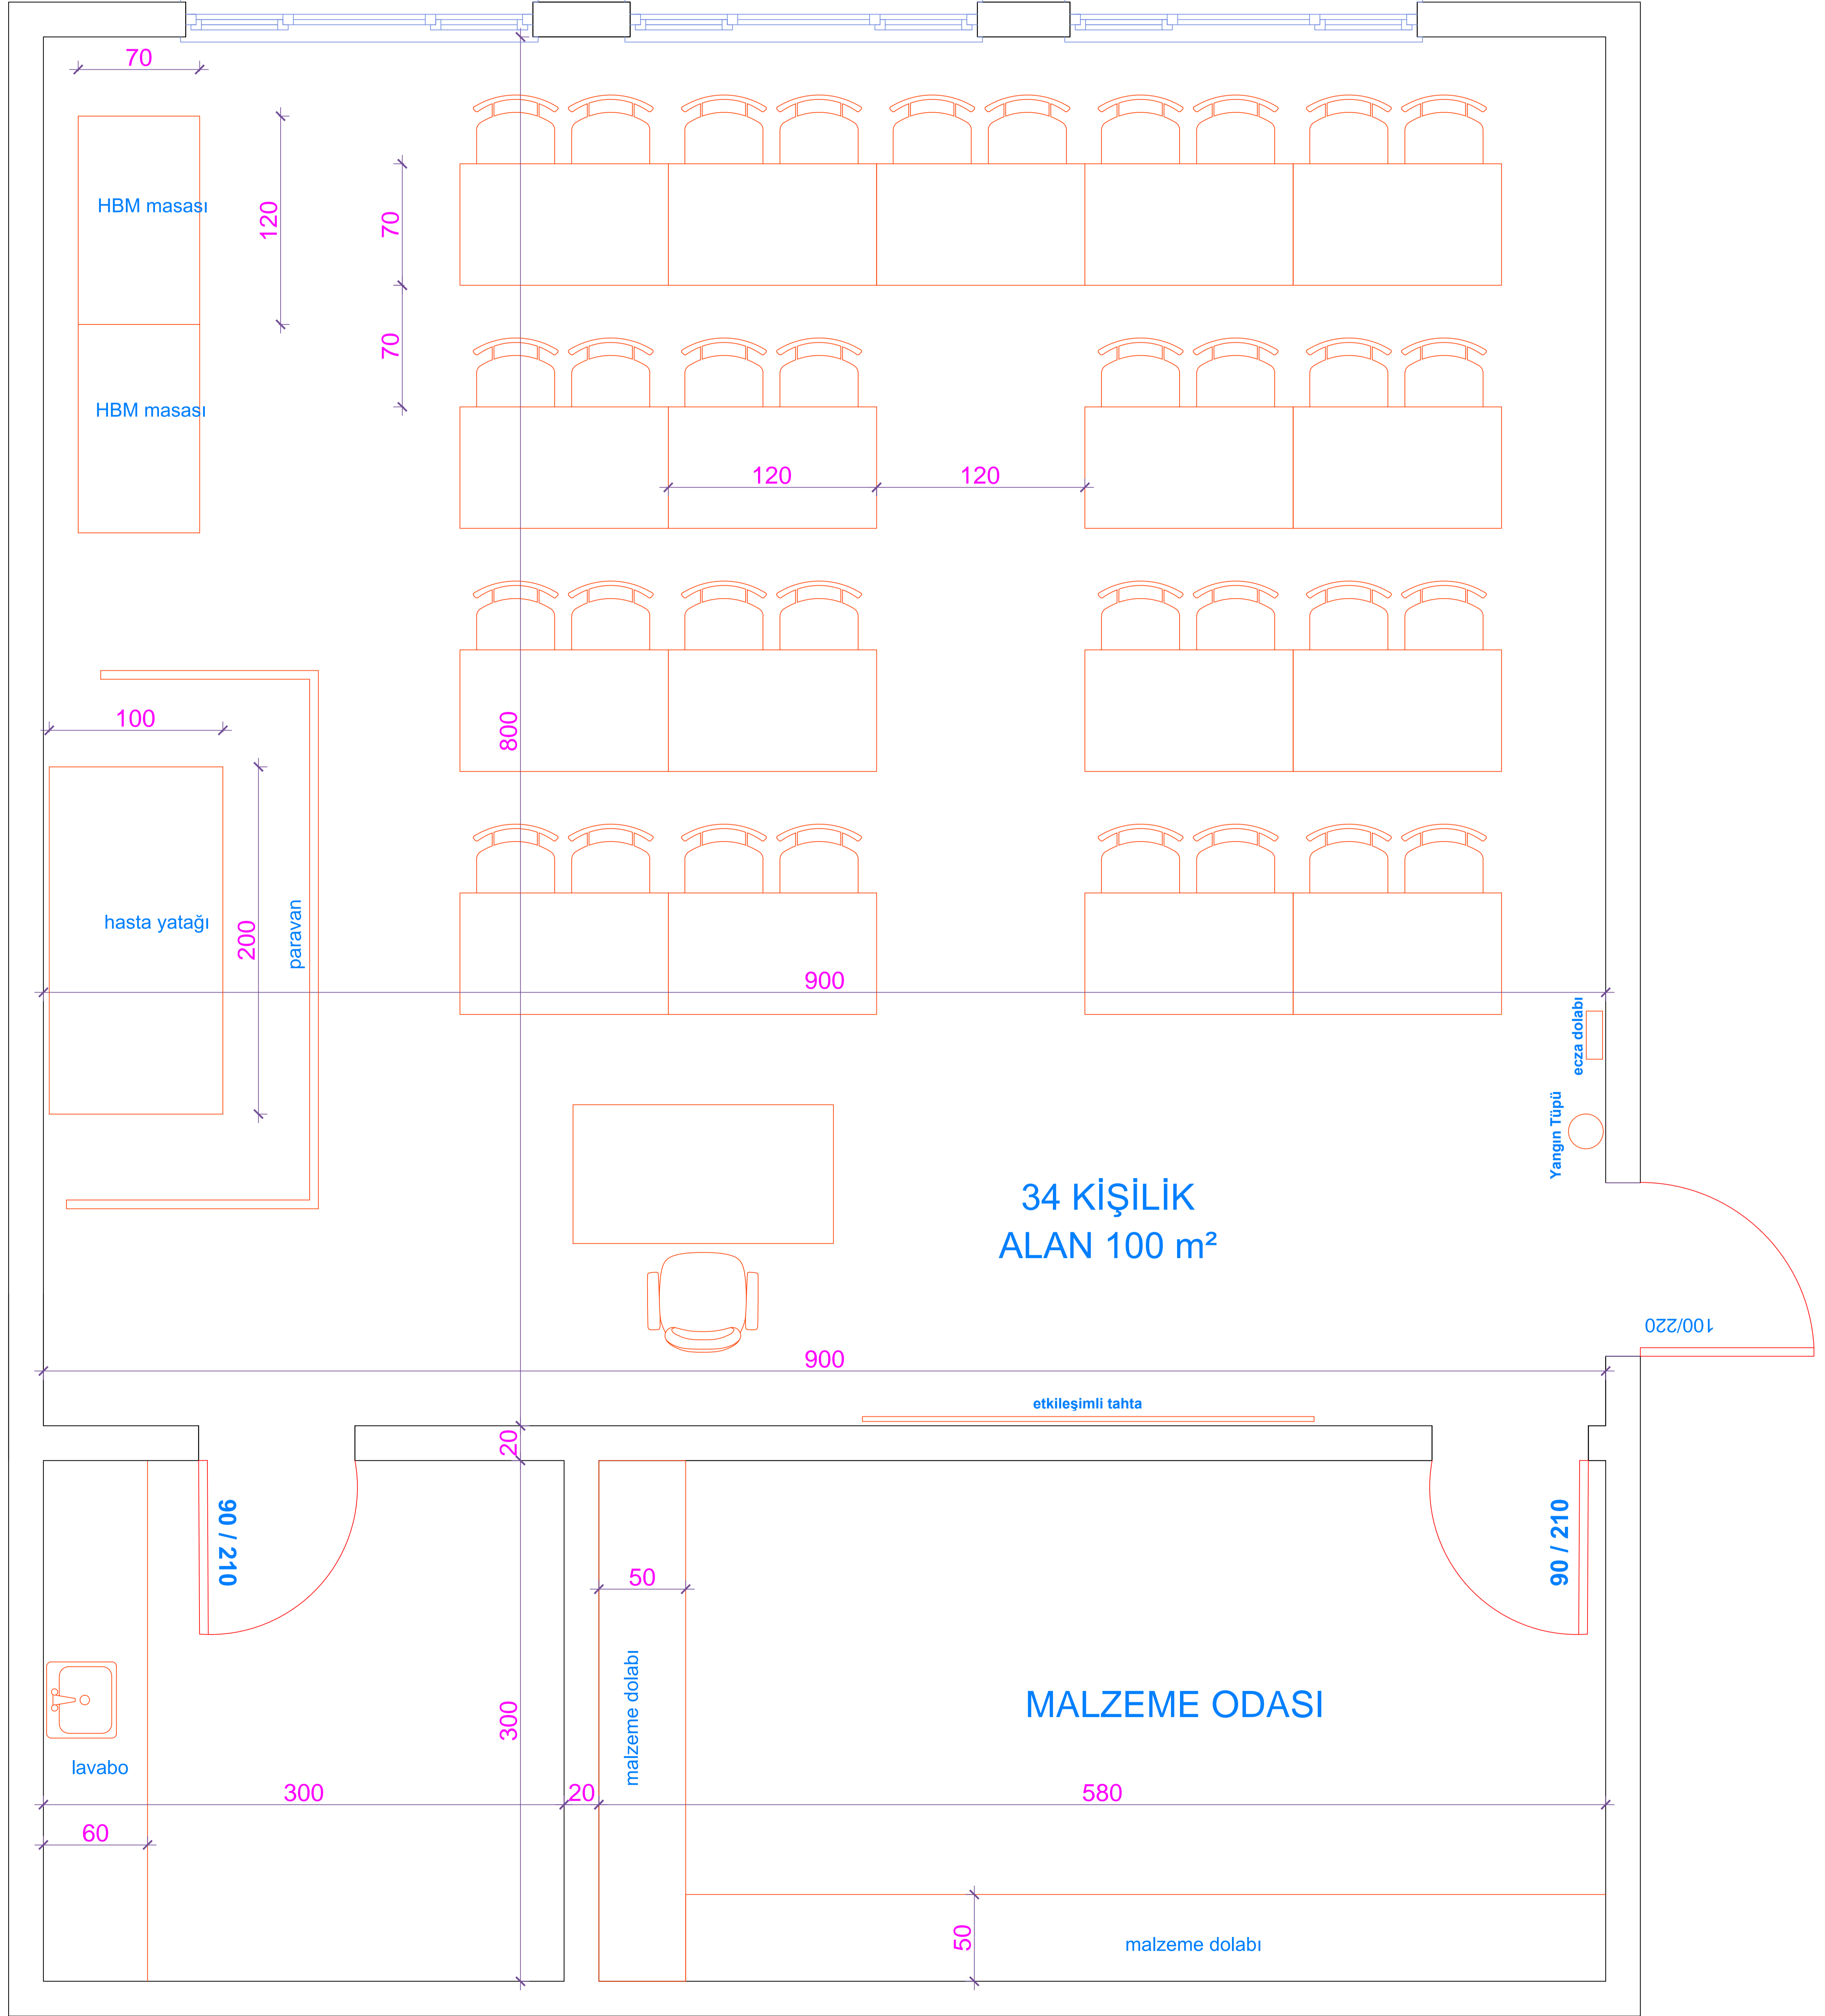 70
HBM masası
120
70
70
HBM masası
120
120
100
800
hasta yatağı
200
paravan
900
ecza dolabı
Yangın Tüpü
34 KİŞİLİK
ALAN 100 m²
100/220
900
etkileşimli tahta
20
90 / 210
90 / 210
50
malzeme dolabı
300
MALZEME ODASI
lavabo
300
20
580
60
50
malzeme dolabı